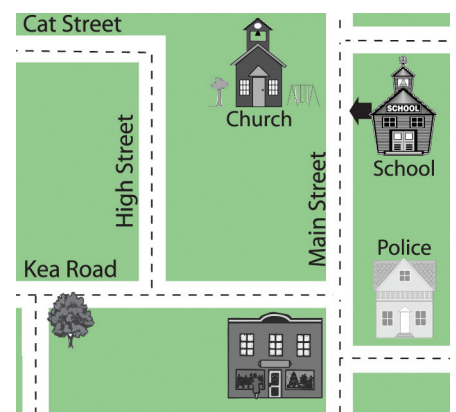 Cat Street
Church
SCHOOL
School
High Street
Main Street
Police
Kea Road